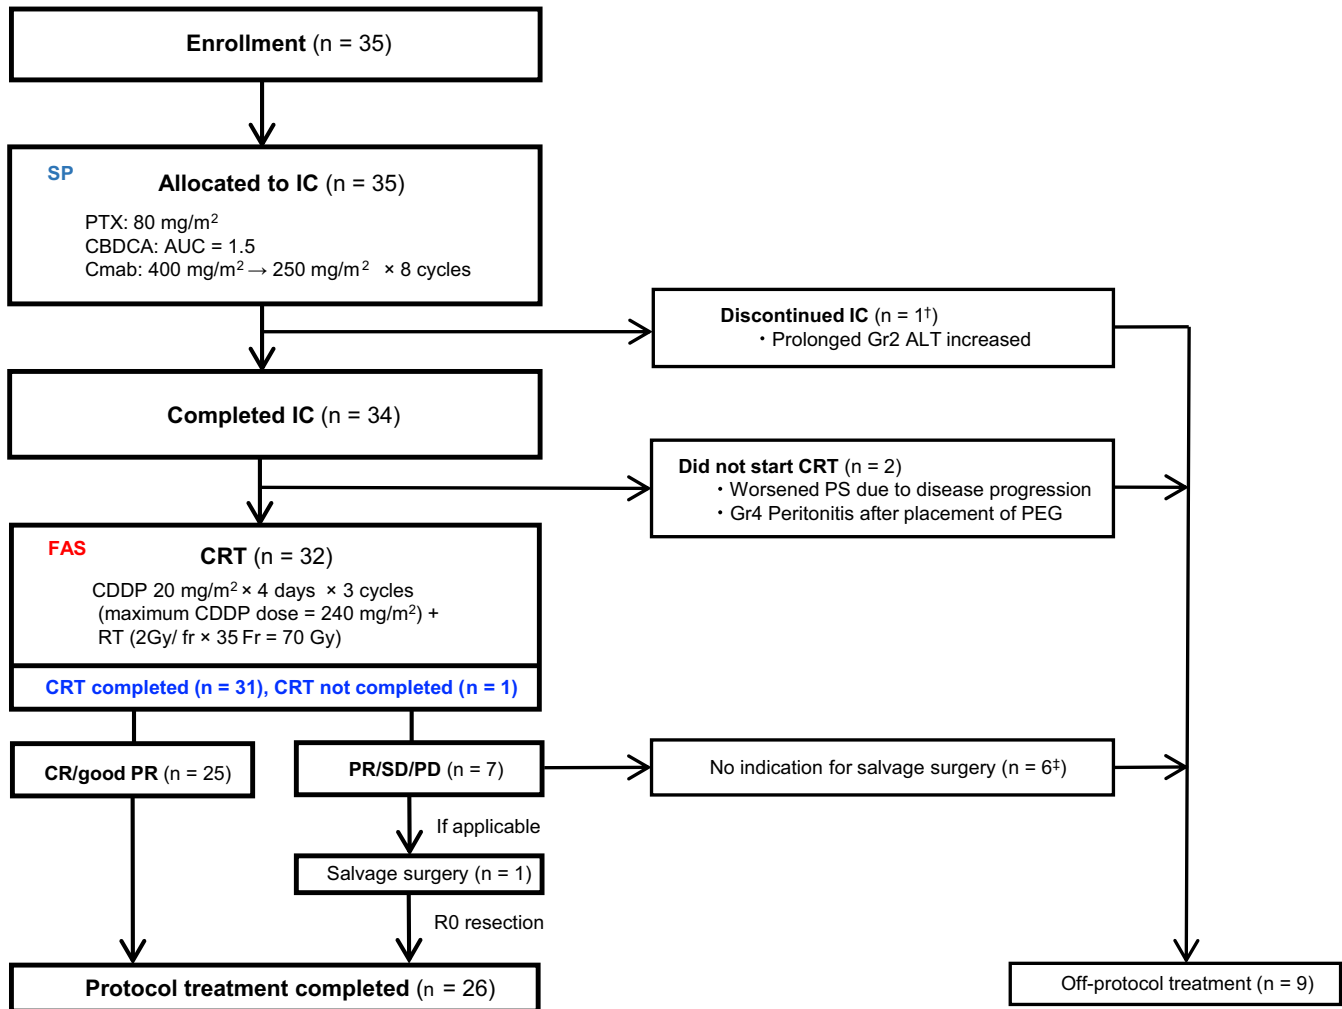 Enrollment (n = 35)
SP
Allocated to IC (n = 35)
PTX: 80 mg/m²
CBDCA: AUC = 1.5
Cmab: 400 mg/m² → 250 mg/m² × 8 cycles
Discontinued IC (n = 1†)
・Prolonged Gr2 ALT increased
Completed IC (n = 34)
Did not start CRT (n = 2)
・Worsened PS due to disease progression
・Gr4 Peritonitis after placement of PEG
FAS
CRT (n = 32)
CDDP 20 mg/m² × 4 days × 3 cycles
(maximum CDDP dose = 240 mg/m²) +
RT (2Gy/ fr × 35 Fr = 70 Gy)
CRT completed (n = 31), CRT not completed (n = 1)
CR/good PR (n = 25)
PR/SD/PD (n = 7)
No indication for salvage surgery (n = 6‡)
If applicable
Salvage surgery (n = 1)
R0 resection
Protocol treatment completed (n = 26)
Off-protocol treatment (n = 9)